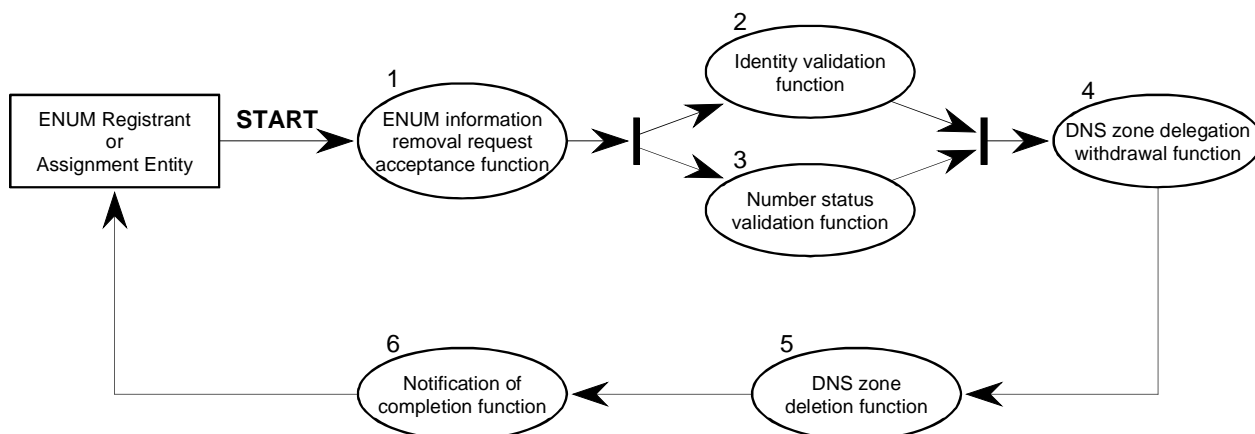 ENUM Registrant
or
Assignment Entity
START
1
ENUM information
removal request
acceptance function
2
Identity validation
function
3
Number status
validation function
4
DNS zone delegation
withdrawal function
5
DNS zone
deletion function
6
Notification of
completion function